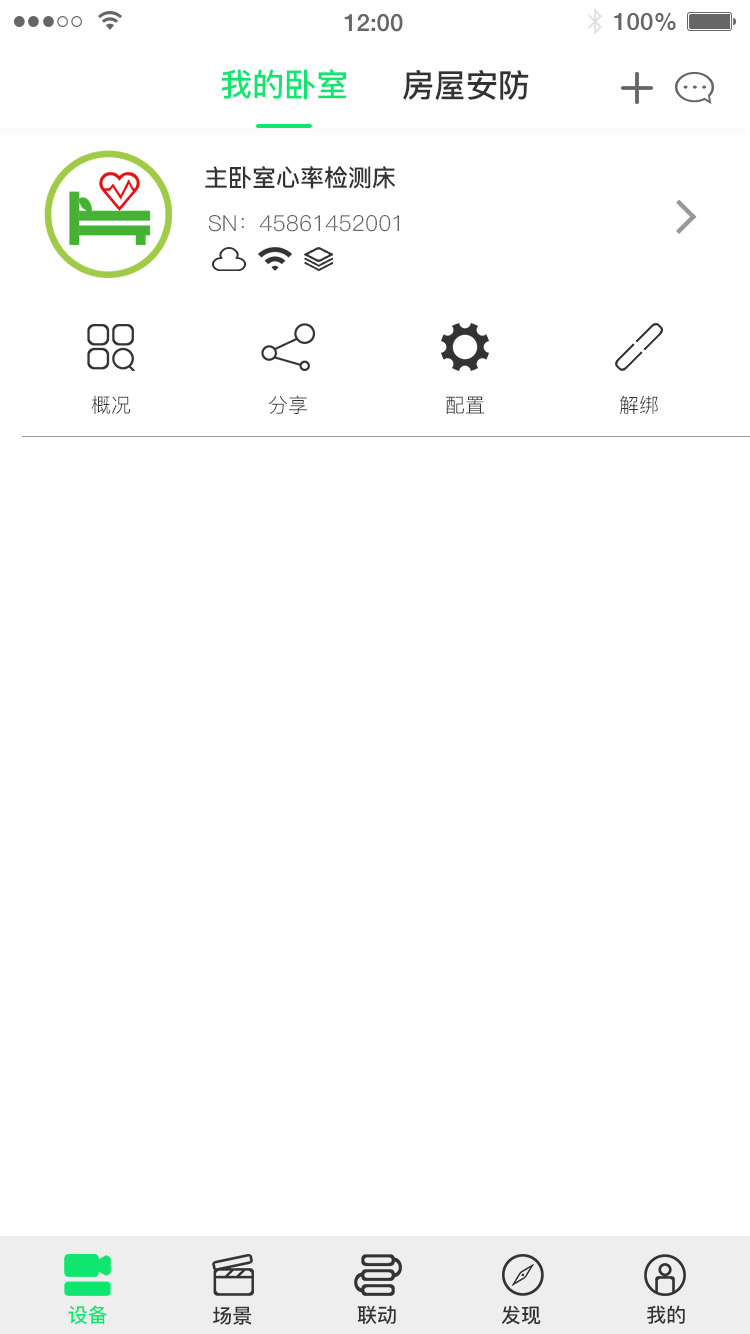 12:00 100%
我的卧室 房屋安防
主卧室心率检测床
SN: 45861452001
概况 分享 配置 解绑
设备 场景 联动 发现 我的